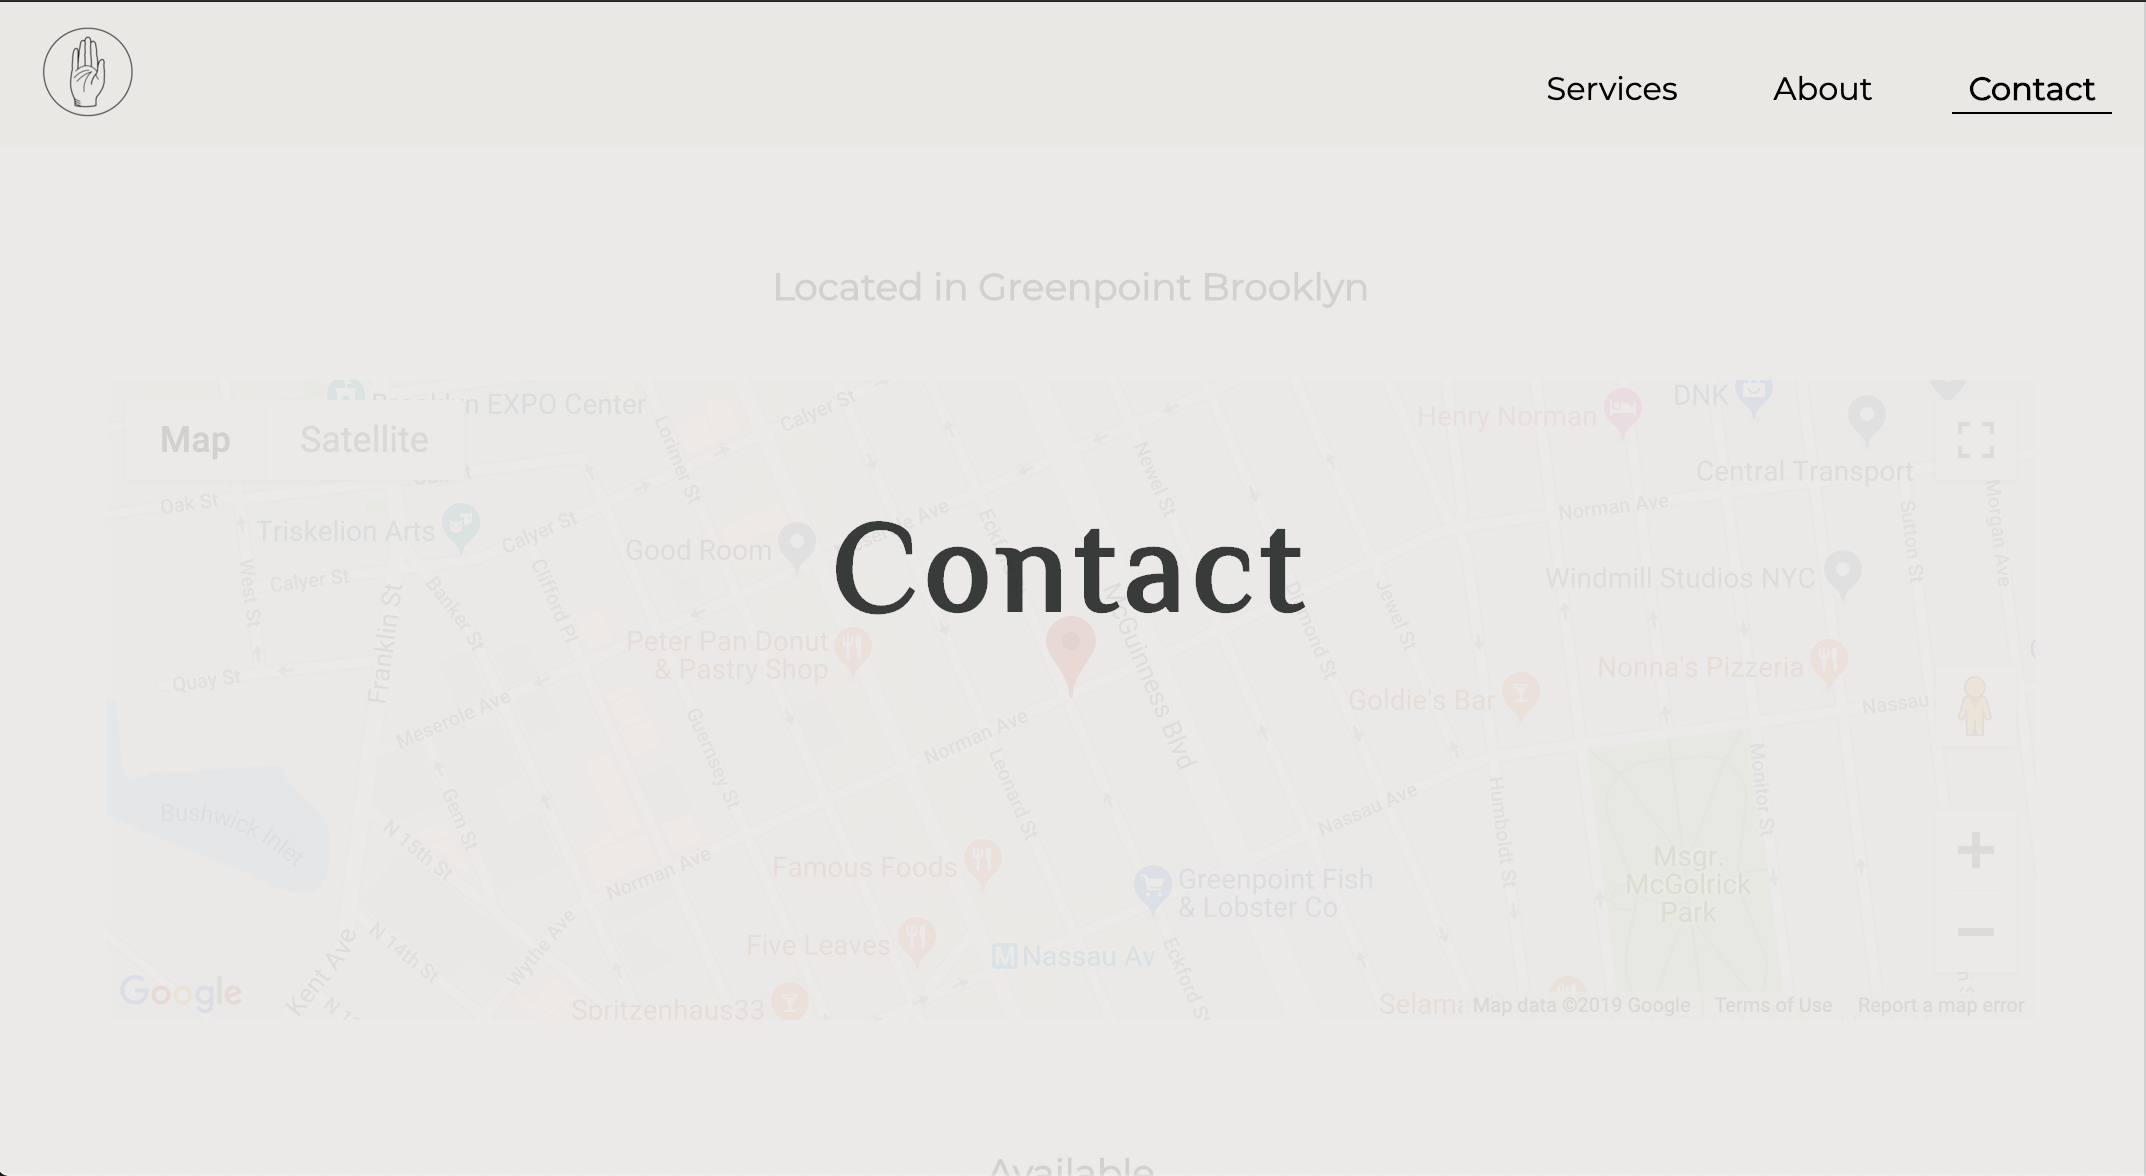 Services About Contact
Located in Greenpoint Brooklyn
Contact
Map Satellite
EXPO Center
Calyer St
Lorimer St
Henry Norman
DNK
Central Transport
Oak St
Triskelion Arts
Calyer St
Good Room
Meserole Ave
Newel St
Norman Ave
Sutton St
Morgan Ave
West St
Calyer St
Franklin St
Banker St
Clifford Pl
Windmill Studios NYC
Peter Pan Donut
& Pastry Shop
McGuinness Blvd
Diamond St
Jewel St
Quay St
Meserole Ave
Goldie's Bar
Nonna's Pizzeria
Nassau
Guernsey St
Norman Ave
Leonard St
Monitor St
Bushwick Inlet
Gem St
N 15th St
Nassau Ave
Humboldt St
Norman Ave
Famous Foods
Greenpoint Fish
& Lobster Co
Msgr.
McGolrick
Park
Kent Ave
N 14th St
Wythe Ave
Five Leaves
M Nassau Av
Eckford S
Google
Spritzenhaus33
Selam
Map data ©2019 Google Terms of Use Report a map error
Available